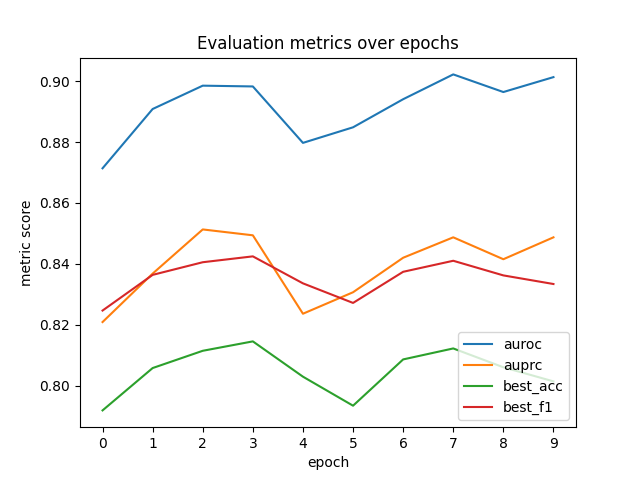 Evaluation metrics over epochs
metric score
0.90
0.88
0.86
0.84
0.82
0.80
auroc
auprc
best_acc
best_f1
0 1 2 3 4 5 6 7 8 9
epoch